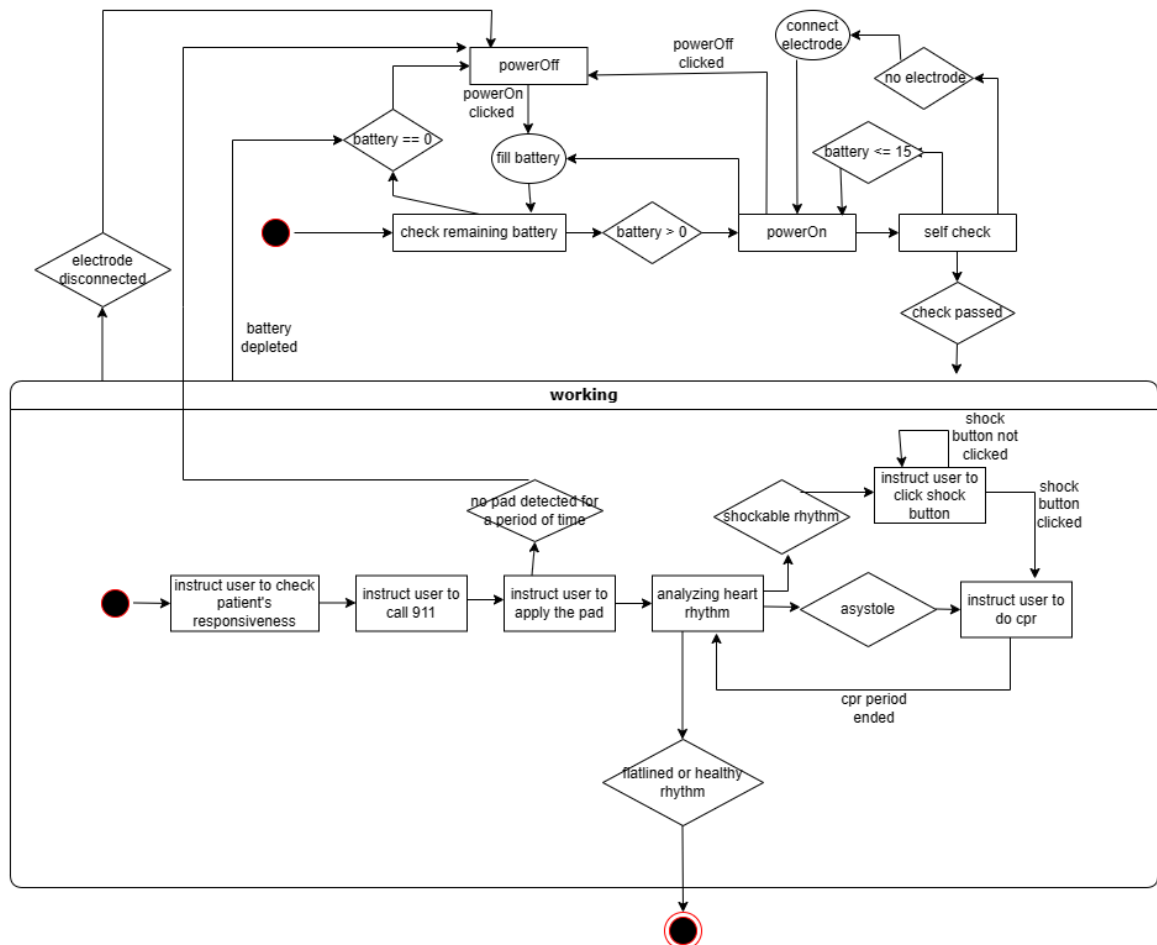 connect
electrode
powerOff
clicked
powerOff
no electrode
powerOn
clicked
battery == 0
battery <= 15
fill battery
check remaining battery
battery > 0
powerOn
self check
electrode
disconnected
check passed
battery
depleted
working
shock
button not
clicked
instruct user to
click shock
button
shock
button
clicked
no pad detected for
a period of time
shockable rhythm
instruct user to check
patient's
responsiveness
instruct user to
call 911
instruct user to
apply the pad
analyzing heart
rhythm
asystole
instruct user to
do cpr
cpr period
ended
flatlined or healthy
rhythm